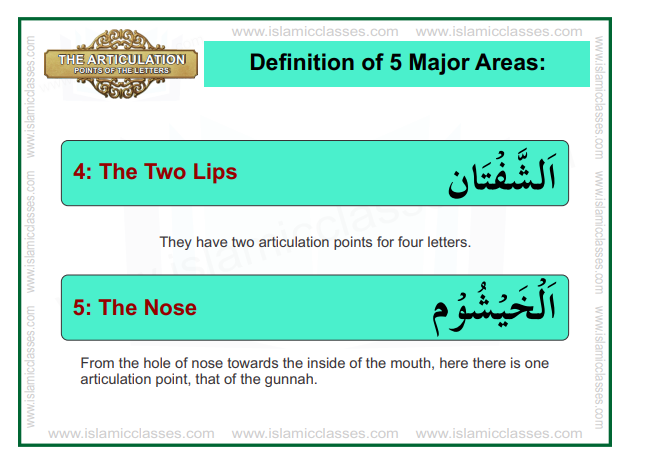 www.islamicclasses.com www.islamicclasses.com
THE ARTICULATION
POINTS OF THE LETTERS
Definition of 5 Major Areas:
4: The Two Lips
اَلشَّفُتَان
They have two articulation points for four letters.
5: The Nose
اَلْخَيْشُوْم
From the hole of nose towards the inside of the mouth, here there is one
articulation point, that of the gunnah.
www.islamicclasses.com www.islamicclasses.com www.islamicclasses.com
www.islamicclasses.com
www.islamicclasses.com
www.islamicclasses.com
www.islamicclasses.com
www.islamicclasses.com
www.islamicclasses.com